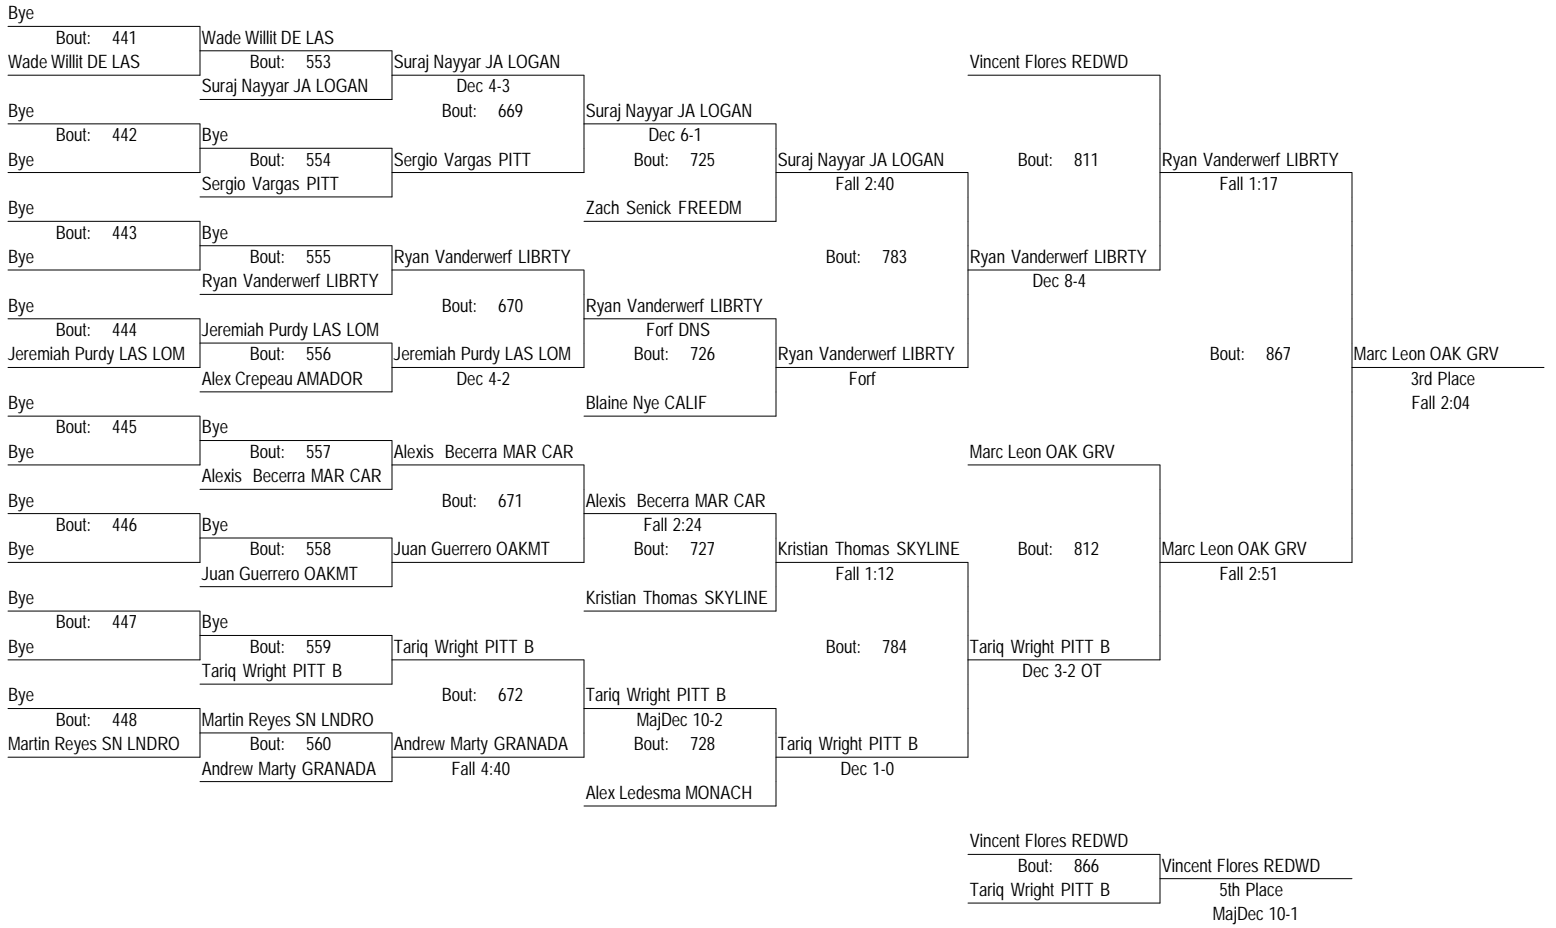 Bye
Bout: 441
Wade Willit DE LAS
Wade Willit DE LAS
Bout: 553
Suraj Nayyar JA LOGAN
Suraj Nayyar JA LOGAN
Dec 4-3
Bout: 669
Vincent Flores REDWD
Bye
Bout: 442
Bye
Bye
Bout: 554
Sergio Vargas PITT
Sergio Vargas PITT
Suraj Nayyar JA LOGAN
Dec 6-1
Bout: 725
Zach Senick FREEDM
Suraj Nayyar JA LOGAN
Fall 2:40
Bout: 811
Ryan Vanderwerf LIBRTY
Fall 1:17
Bye
Bout: 443
Bye
Bye
Bout: 555
Ryan Vanderwerf LIBRTY
Ryan Vanderwerf LIBRTY
Bout: 670
Bout: 783
Ryan Vanderwerf LIBRTY
Dec 8-4
Bye
Bout: 444
Jeremiah Purdy LAS LOM
Jeremiah Purdy LAS LOM
Bout: 556
Alex Crepeau AMADOR
Jeremiah Purdy LAS LOM
Dec 4-2
Ryan Vanderwerf LIBRTY
Forf DNS
Bout: 726
Blaine Nye CALIF
Ryan Vanderwerf LIBRTY
Forf
Bout: 867
Marc Leon OAK GRV
3rd Place
Fall 2:04
Bye
Bout: 445
Bye
Bye
Bout: 557
Alexis Becerra MAR CAR
Alexis Becerra MAR CAR
Bout: 671
Marc Leon OAK GRV
Bye
Bout: 446
Bye
Bye
Bout: 558
Juan Guerrero OAKMT
Juan Guerrero OAKMT
Alexis Becerra MAR CAR
Fall 2:24
Bout: 727
Kristian Thomas SKYLINE
Kristian Thomas SKYLINE
Fall 1:12
Bout: 812
Marc Leon OAK GRV
Fall 2:51
Bye
Bout: 447
Bye
Bye
Bout: 559
Tariq Wright PITT B
Tariq Wright PITT B
Bout: 672
Bout: 784
Tariq Wright PITT B
Dec 3-2 OT
Bye
Bout: 448
Martin Reyes SN LNDRO
Martin Reyes SN LNDRO
Bout: 560
Andrew Marty GRANADA
Andrew Marty GRANADA
Fall 4:40
Tariq Wright PITT B
MajDec 10-2
Bout: 728
Alex Ledesma MONACH
Tariq Wright PITT B
Dec 1-0
Vincent Flores REDWD
Bout: 866
Tariq Wright PITT B
Vincent Flores REDWD
5th Place
MajDec 10-1